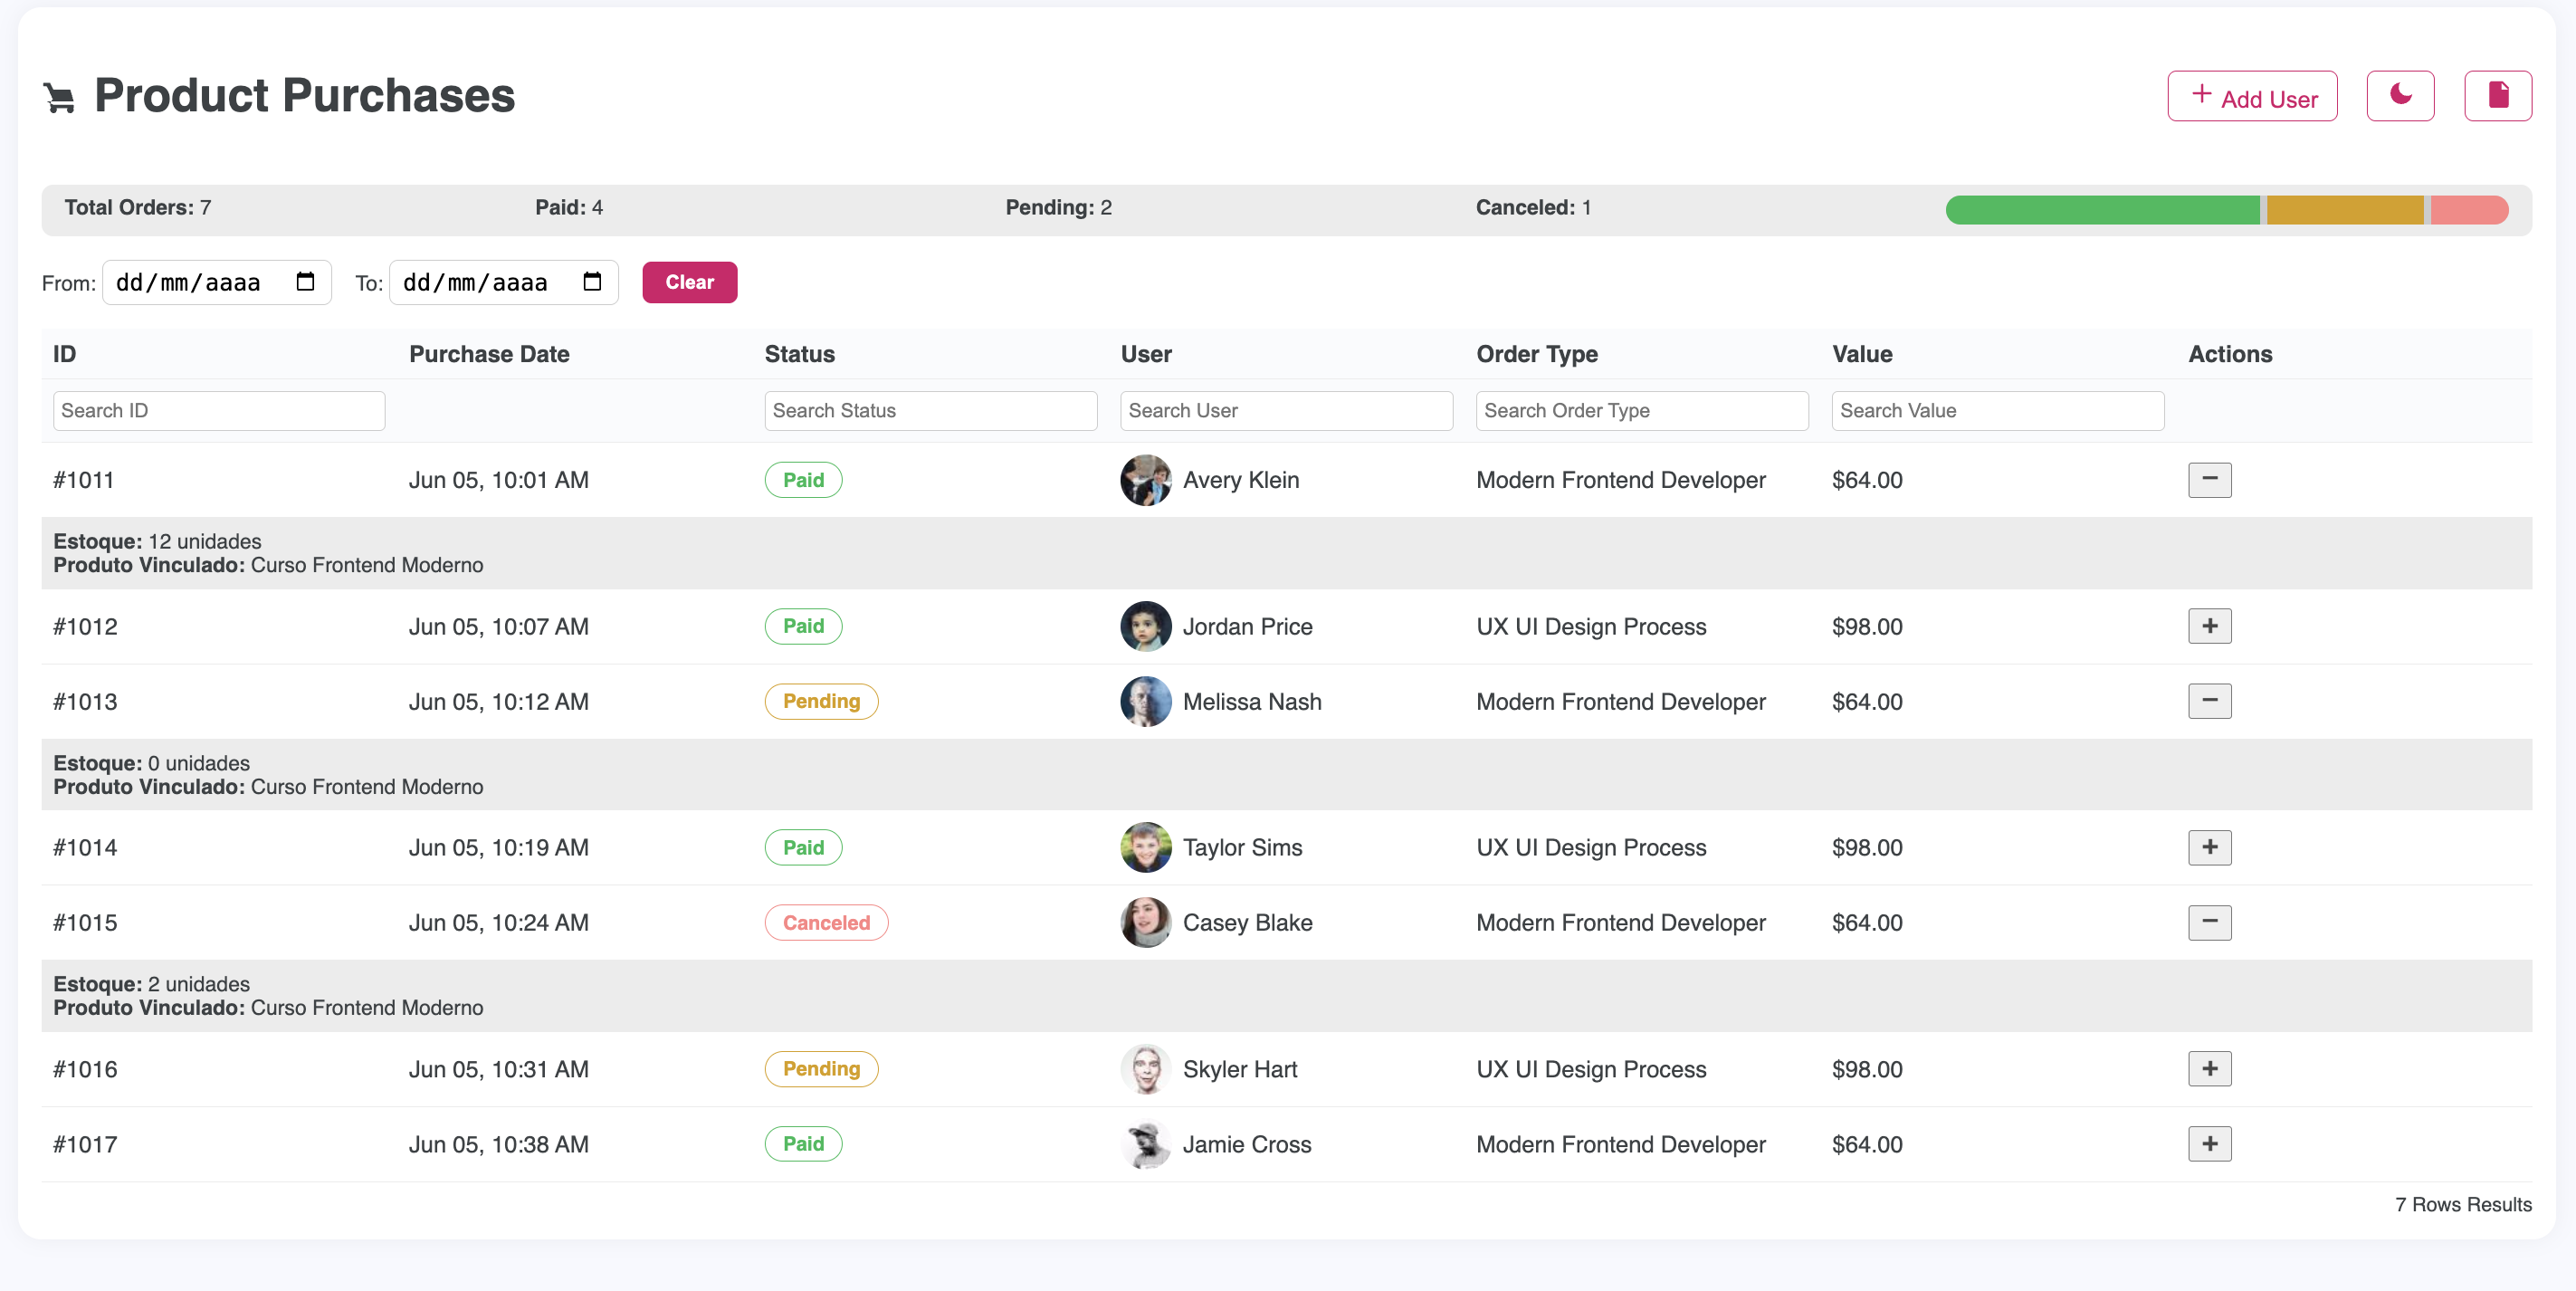 Product Purchases
Add User
Total Orders: 7 Paid: 4 Pending: 2 Canceled: 1
From: dd/mm/aaaa To: dd/mm/aaaa Clear
ID Purchase Date Status User Order Type Value Actions
Search ID Search Status Search User Search Order Type Search Value
#1011 Jun 05, 10:01 AM Paid Avery Klein Modern Frontend Developer $64.00 −
Estoque: 12 unidades
Produto Vinculado: Curso Frontend Moderno
#1012 Jun 05, 10:07 AM Paid Jordan Price UX UI Design Process $98.00 +
#1013 Jun 05, 10:12 AM Pending Melissa Nash Modern Frontend Developer $64.00 −
Estoque: 0 unidades
Produto Vinculado: Curso Frontend Moderno
#1014 Jun 05, 10:19 AM Paid Taylor Sims UX UI Design Process $98.00 +
#1015 Jun 05, 10:24 AM Canceled Casey Blake Modern Frontend Developer $64.00 −
Estoque: 2 unidades
Produto Vinculado: Curso Frontend Moderno
#1016 Jun 05, 10:31 AM Pending Skyler Hart UX UI Design Process $98.00 +
#1017 Jun 05, 10:38 AM Paid Jamie Cross Modern Frontend Developer $64.00 +
7 Rows Results